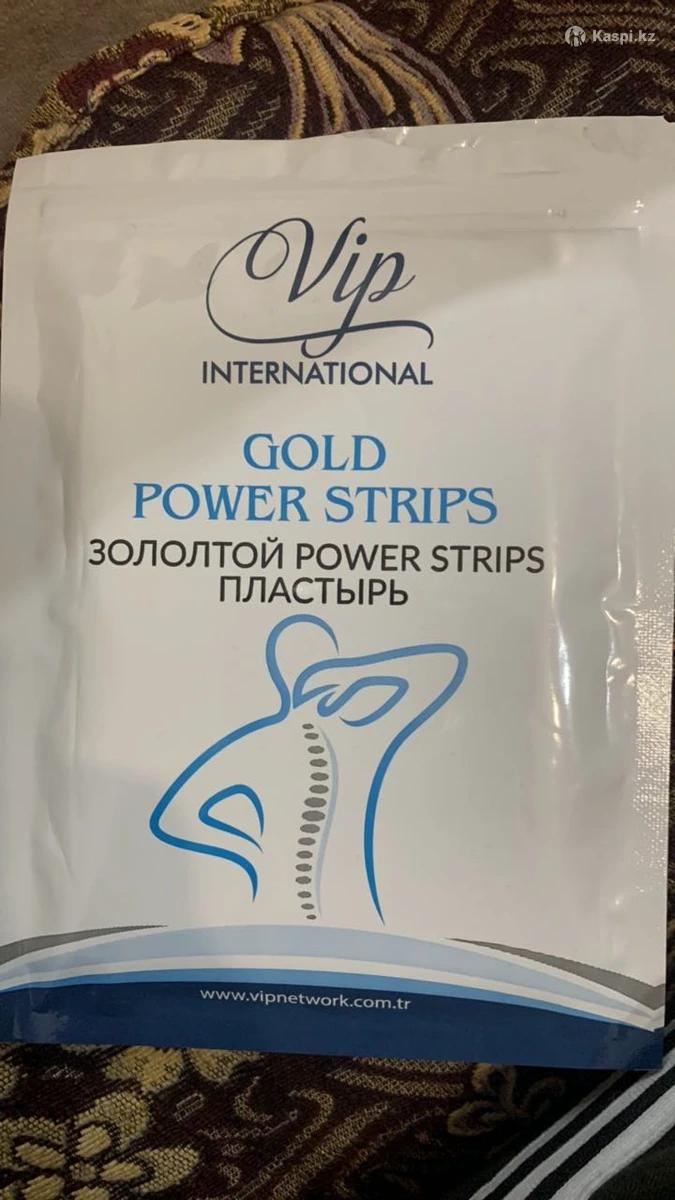 Kaspi.kz
Vip
INTERNATIONAL
GOLD
POWER STRIPS
ЗОЛОЛТОЙ POWER STRIPS
ПЛАСТЫРЬ
www.vipnetwork.com.tr